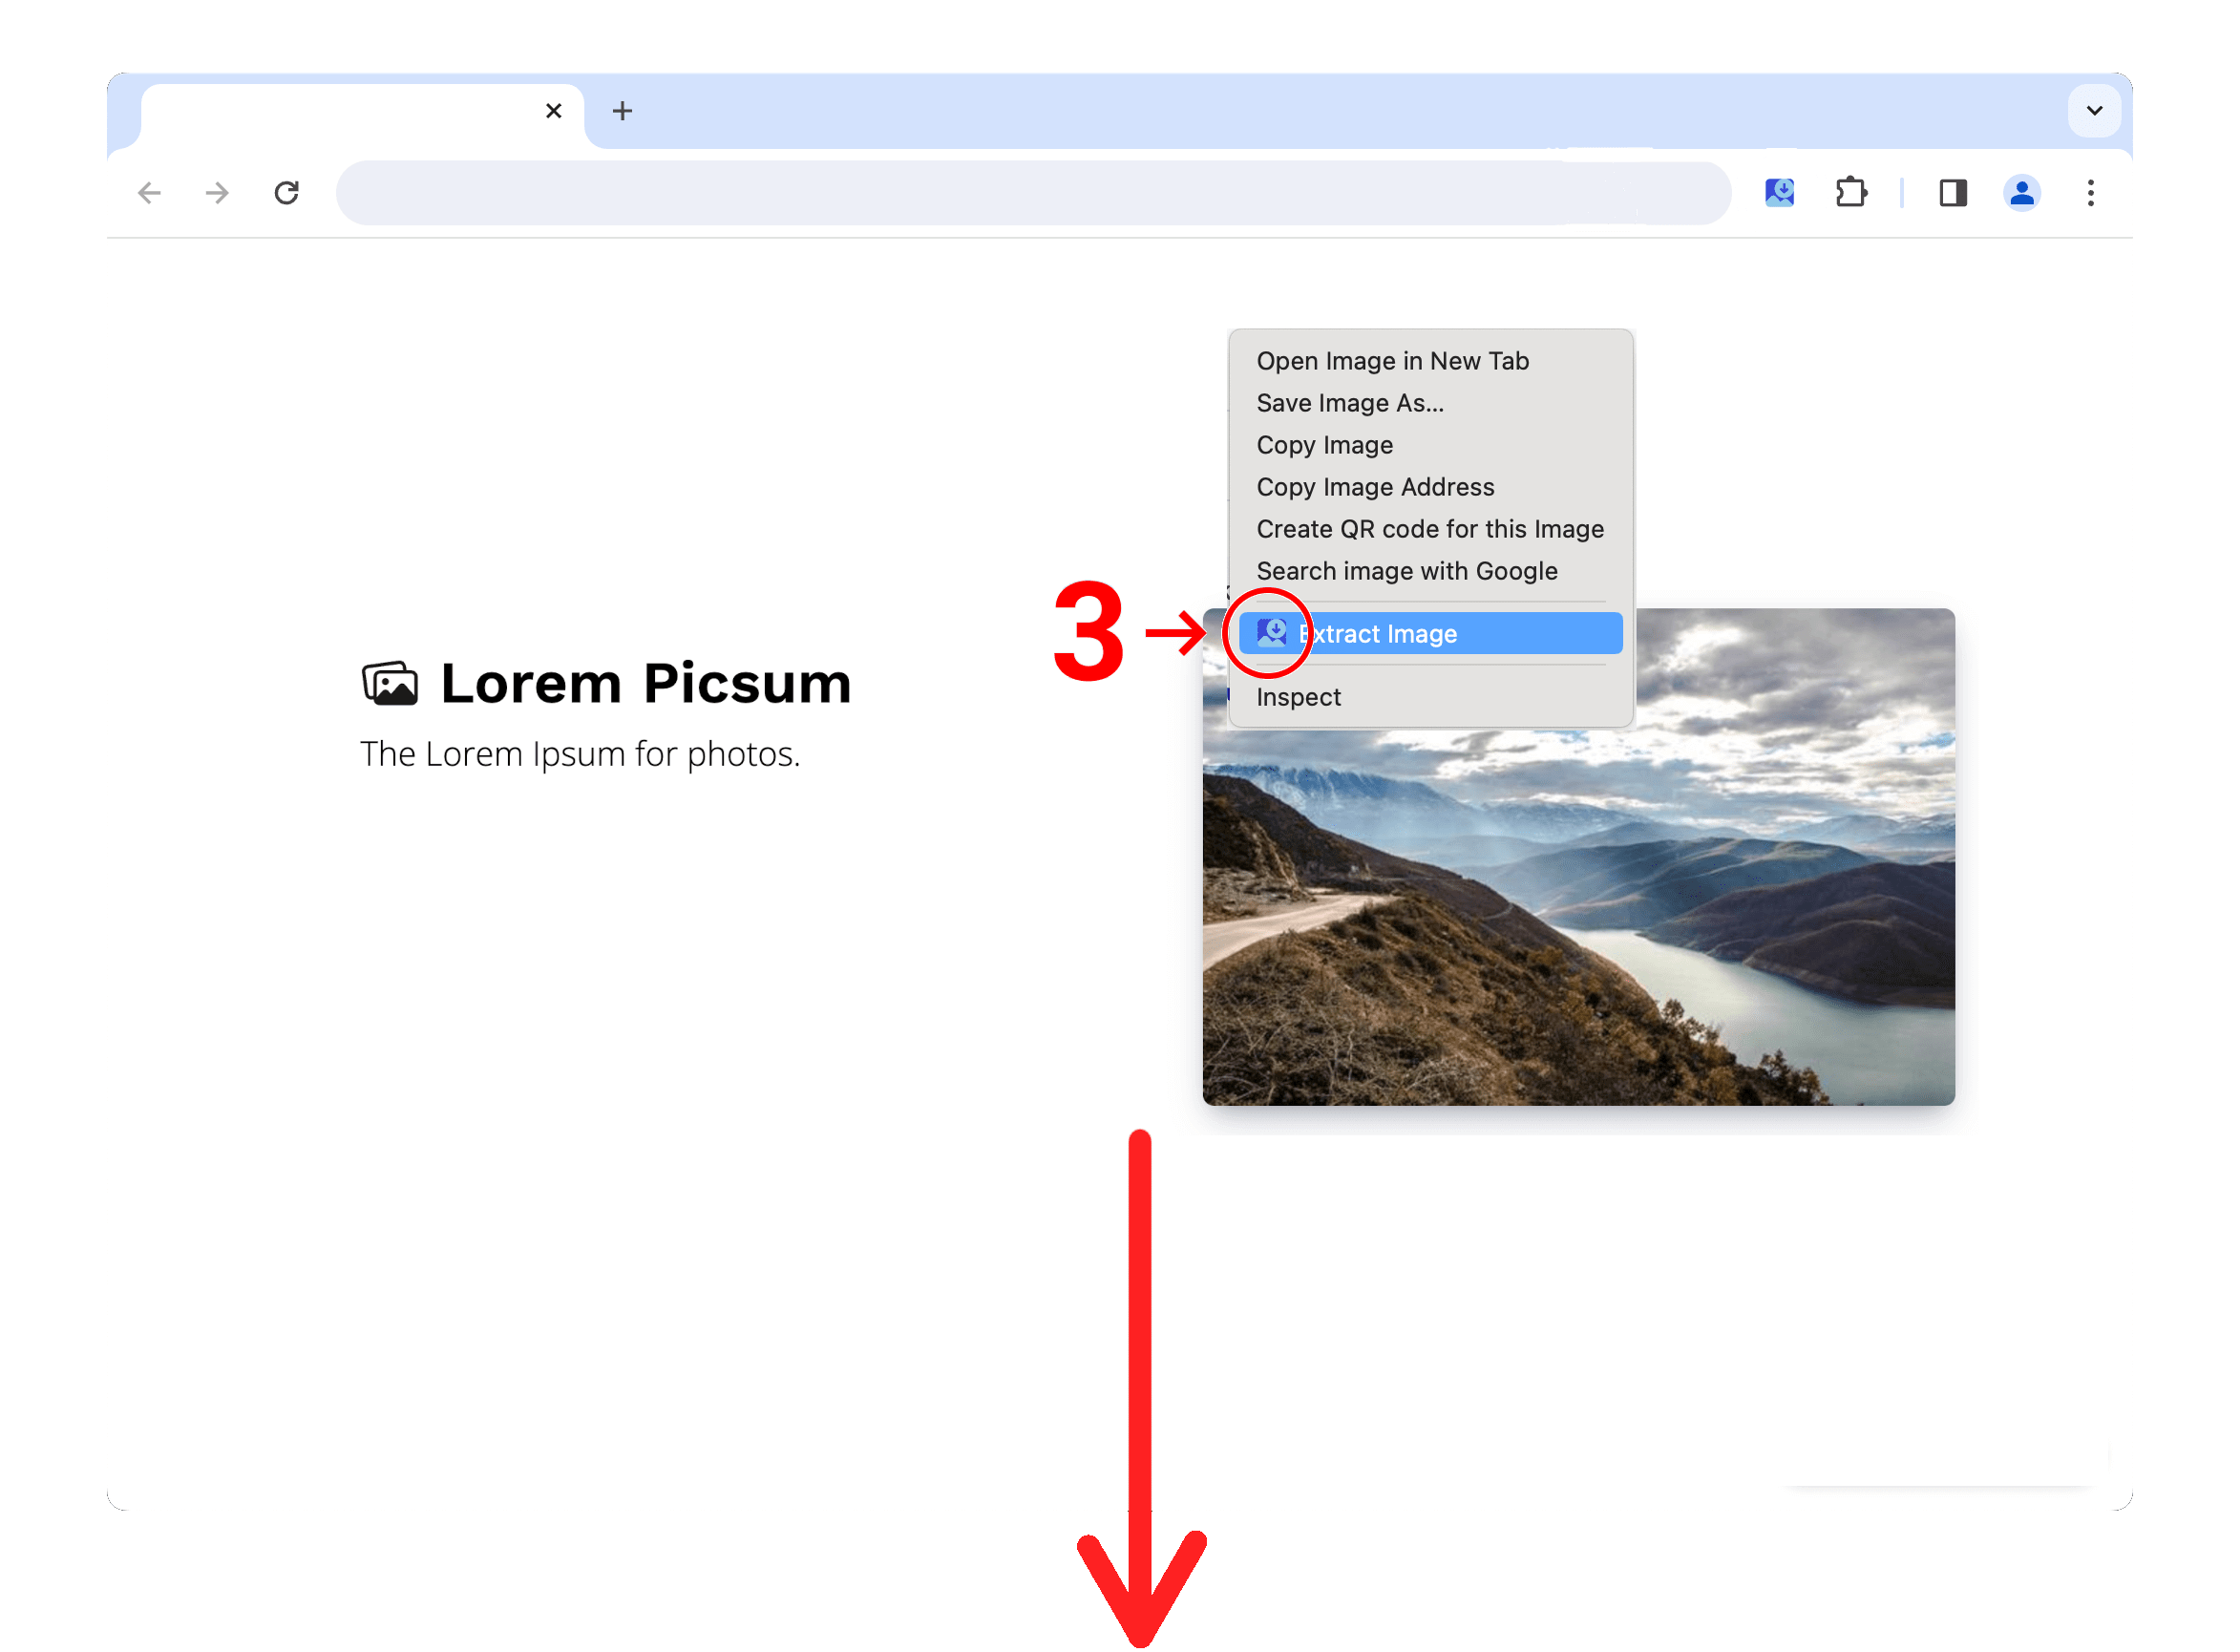 Open Image in New Tab
Save Image As...
Copy Image
Copy Image Address
Create QR code for this Image
Search image with Google
3
Extract Image
Inspect
Lorem Picsum
The Lorem Ipsum for photos.